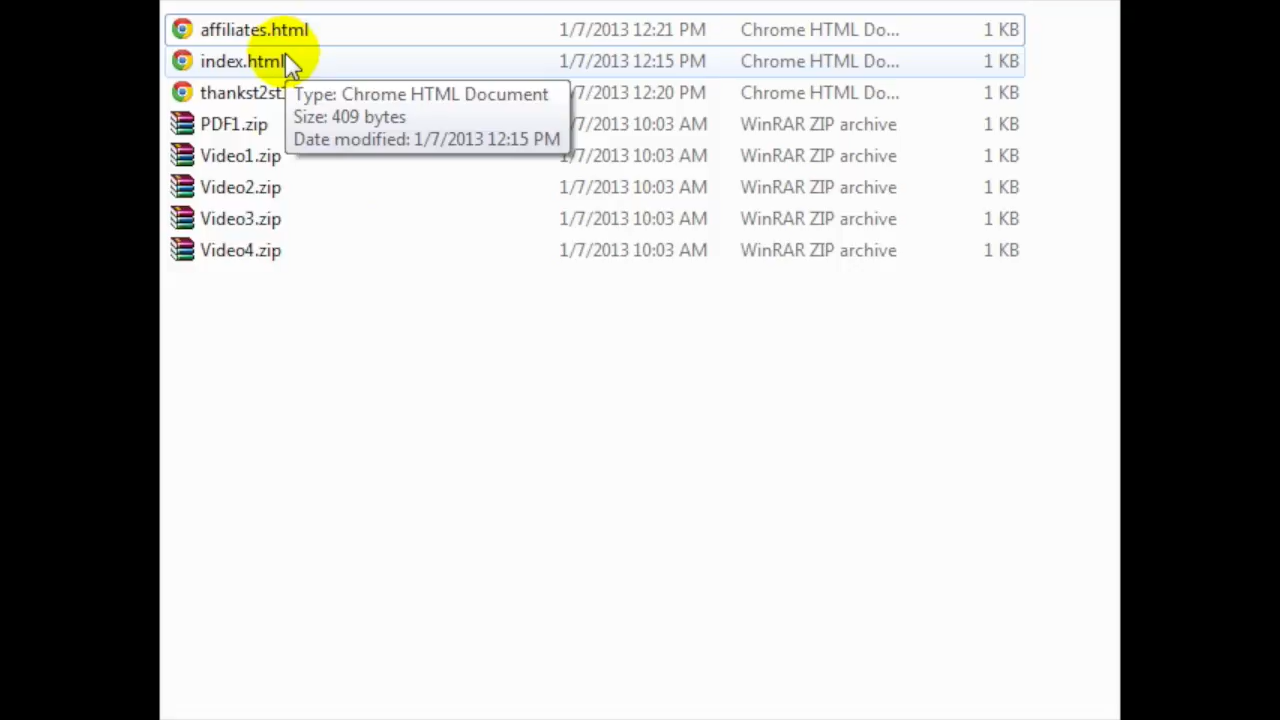 affiliates.html 1/7/2013 12:21 PM Chrome HTML Do... 1 KB
index.html 1/7/2013 12:15 PM Chrome HTML Do... 1 KB
thankst2st /7/2013 12:20 PM Chrome HTML Do... 1 KB
Type: Chrome HTML Document
Size: 409 bytes
Date modified: 1/7/2013 12:15 PM
PDF1.zip /7/2013 10:03 AM WinRAR ZIP archive 1 KB
Video1.zip 1/7/2013 10:03 AM WinRAR ZIP archive 1 KB
Video2.zip 1/7/2013 10:03 AM WinRAR ZIP archive 1 KB
Video3.zip 1/7/2013 10:03 AM WinRAR ZIP archive 1 KB
Video4.zip 1/7/2013 10:03 AM WinRAR ZIP archive 1 KB